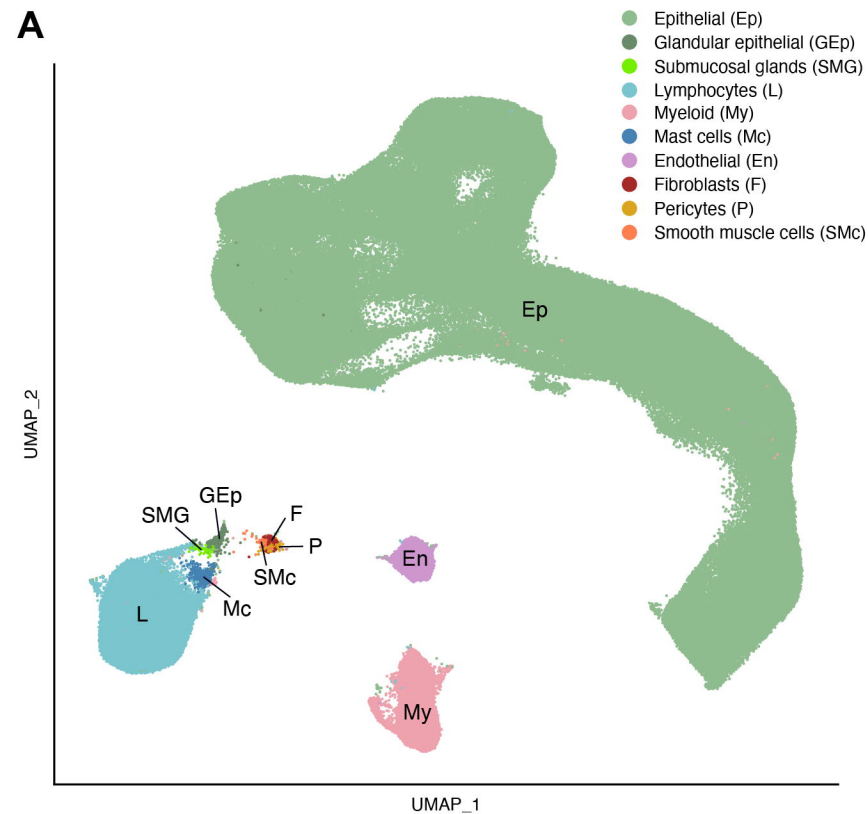 A
Epithelial (Ep)
Glandular epithelial (GEp)
Submucosal glands (SMG)
Lymphocytes (L)
Myeloid (My)
Mast cells (Mc)
Endothelial (En)
Fibroblasts (F)
Pericytes (P)
Smooth muscle cells (SMc)
Ep
UMAP_2
GEp
SMG
F
P
SMc
En
Mc
L
My
UMAP_1